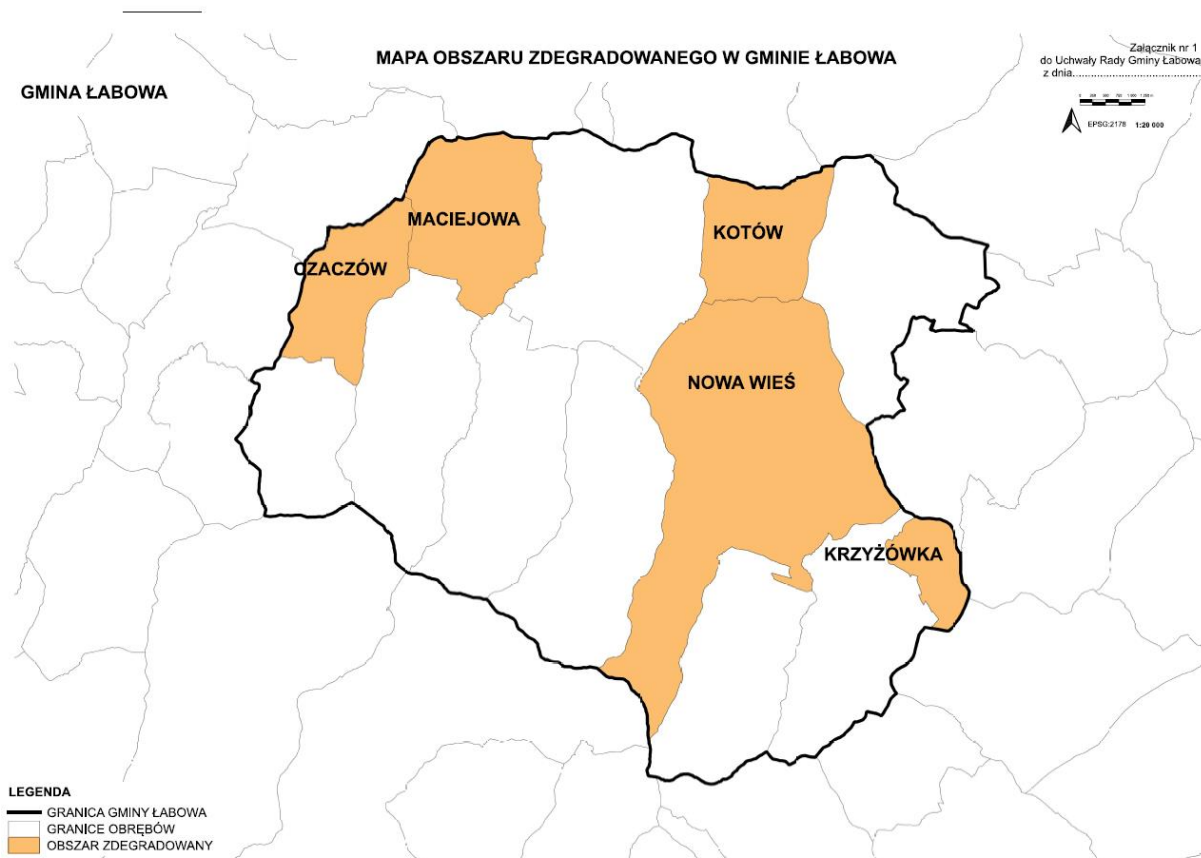 MAPA OBSZARU ZDEGRADOWANEGO W GMINIE ŁABOWA
Załącznik nr 1
do Uchwały Rady Gminy Łabowa
z dnia
GMINA ŁABOWA
EPSG:2178 1:20 000
MACIEJOWA
KOTÓW
CZACZÓW
NOWA WIEŚ
KRZYŻÓWKA
LEGENDA
GRANICA GMINY ŁABOWA
GRANICE OBRĘBÓW
OBSZAR ZDEGRADOWANY